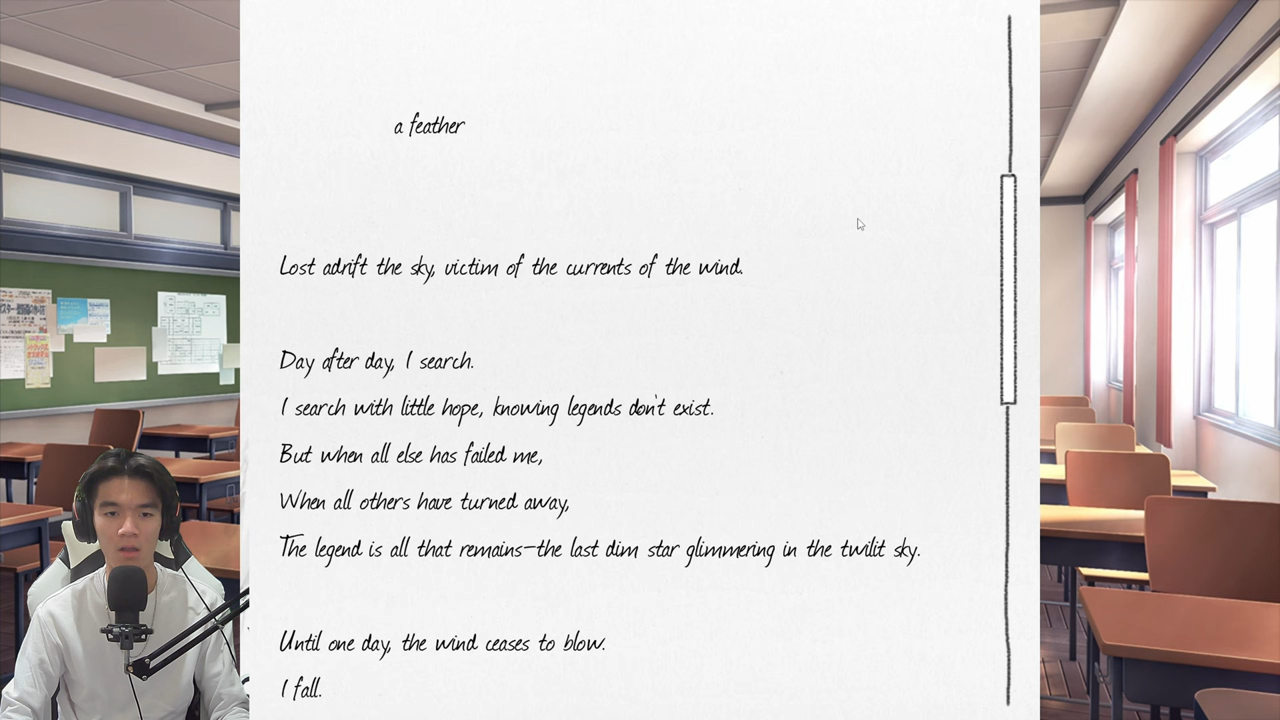 a feather
Lost adrift the sky, victim of the currents of the wind.
Day after day, I search.
I search with little hope, knowing legends don't exist.
But when all else has failed me,
When all others have turned away,
The legend is all that remains—the last dim star glimmering in the twilit sky.
Until one day, the wind ceases to blow.
I fall.